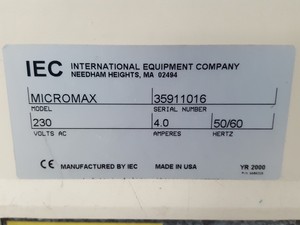 IEC INTERNATIONAL EQUIPMENT COMPANY
NEEDHAM HEIGHTS, MA 02494
MICROMAX 35911016
MODEL SERIAL NUMBER
230 4.0 50/60
VOLTS AC AMPERES HERTZ
CE MANUFACTURED BY IEC MADE IN USA YR 2000